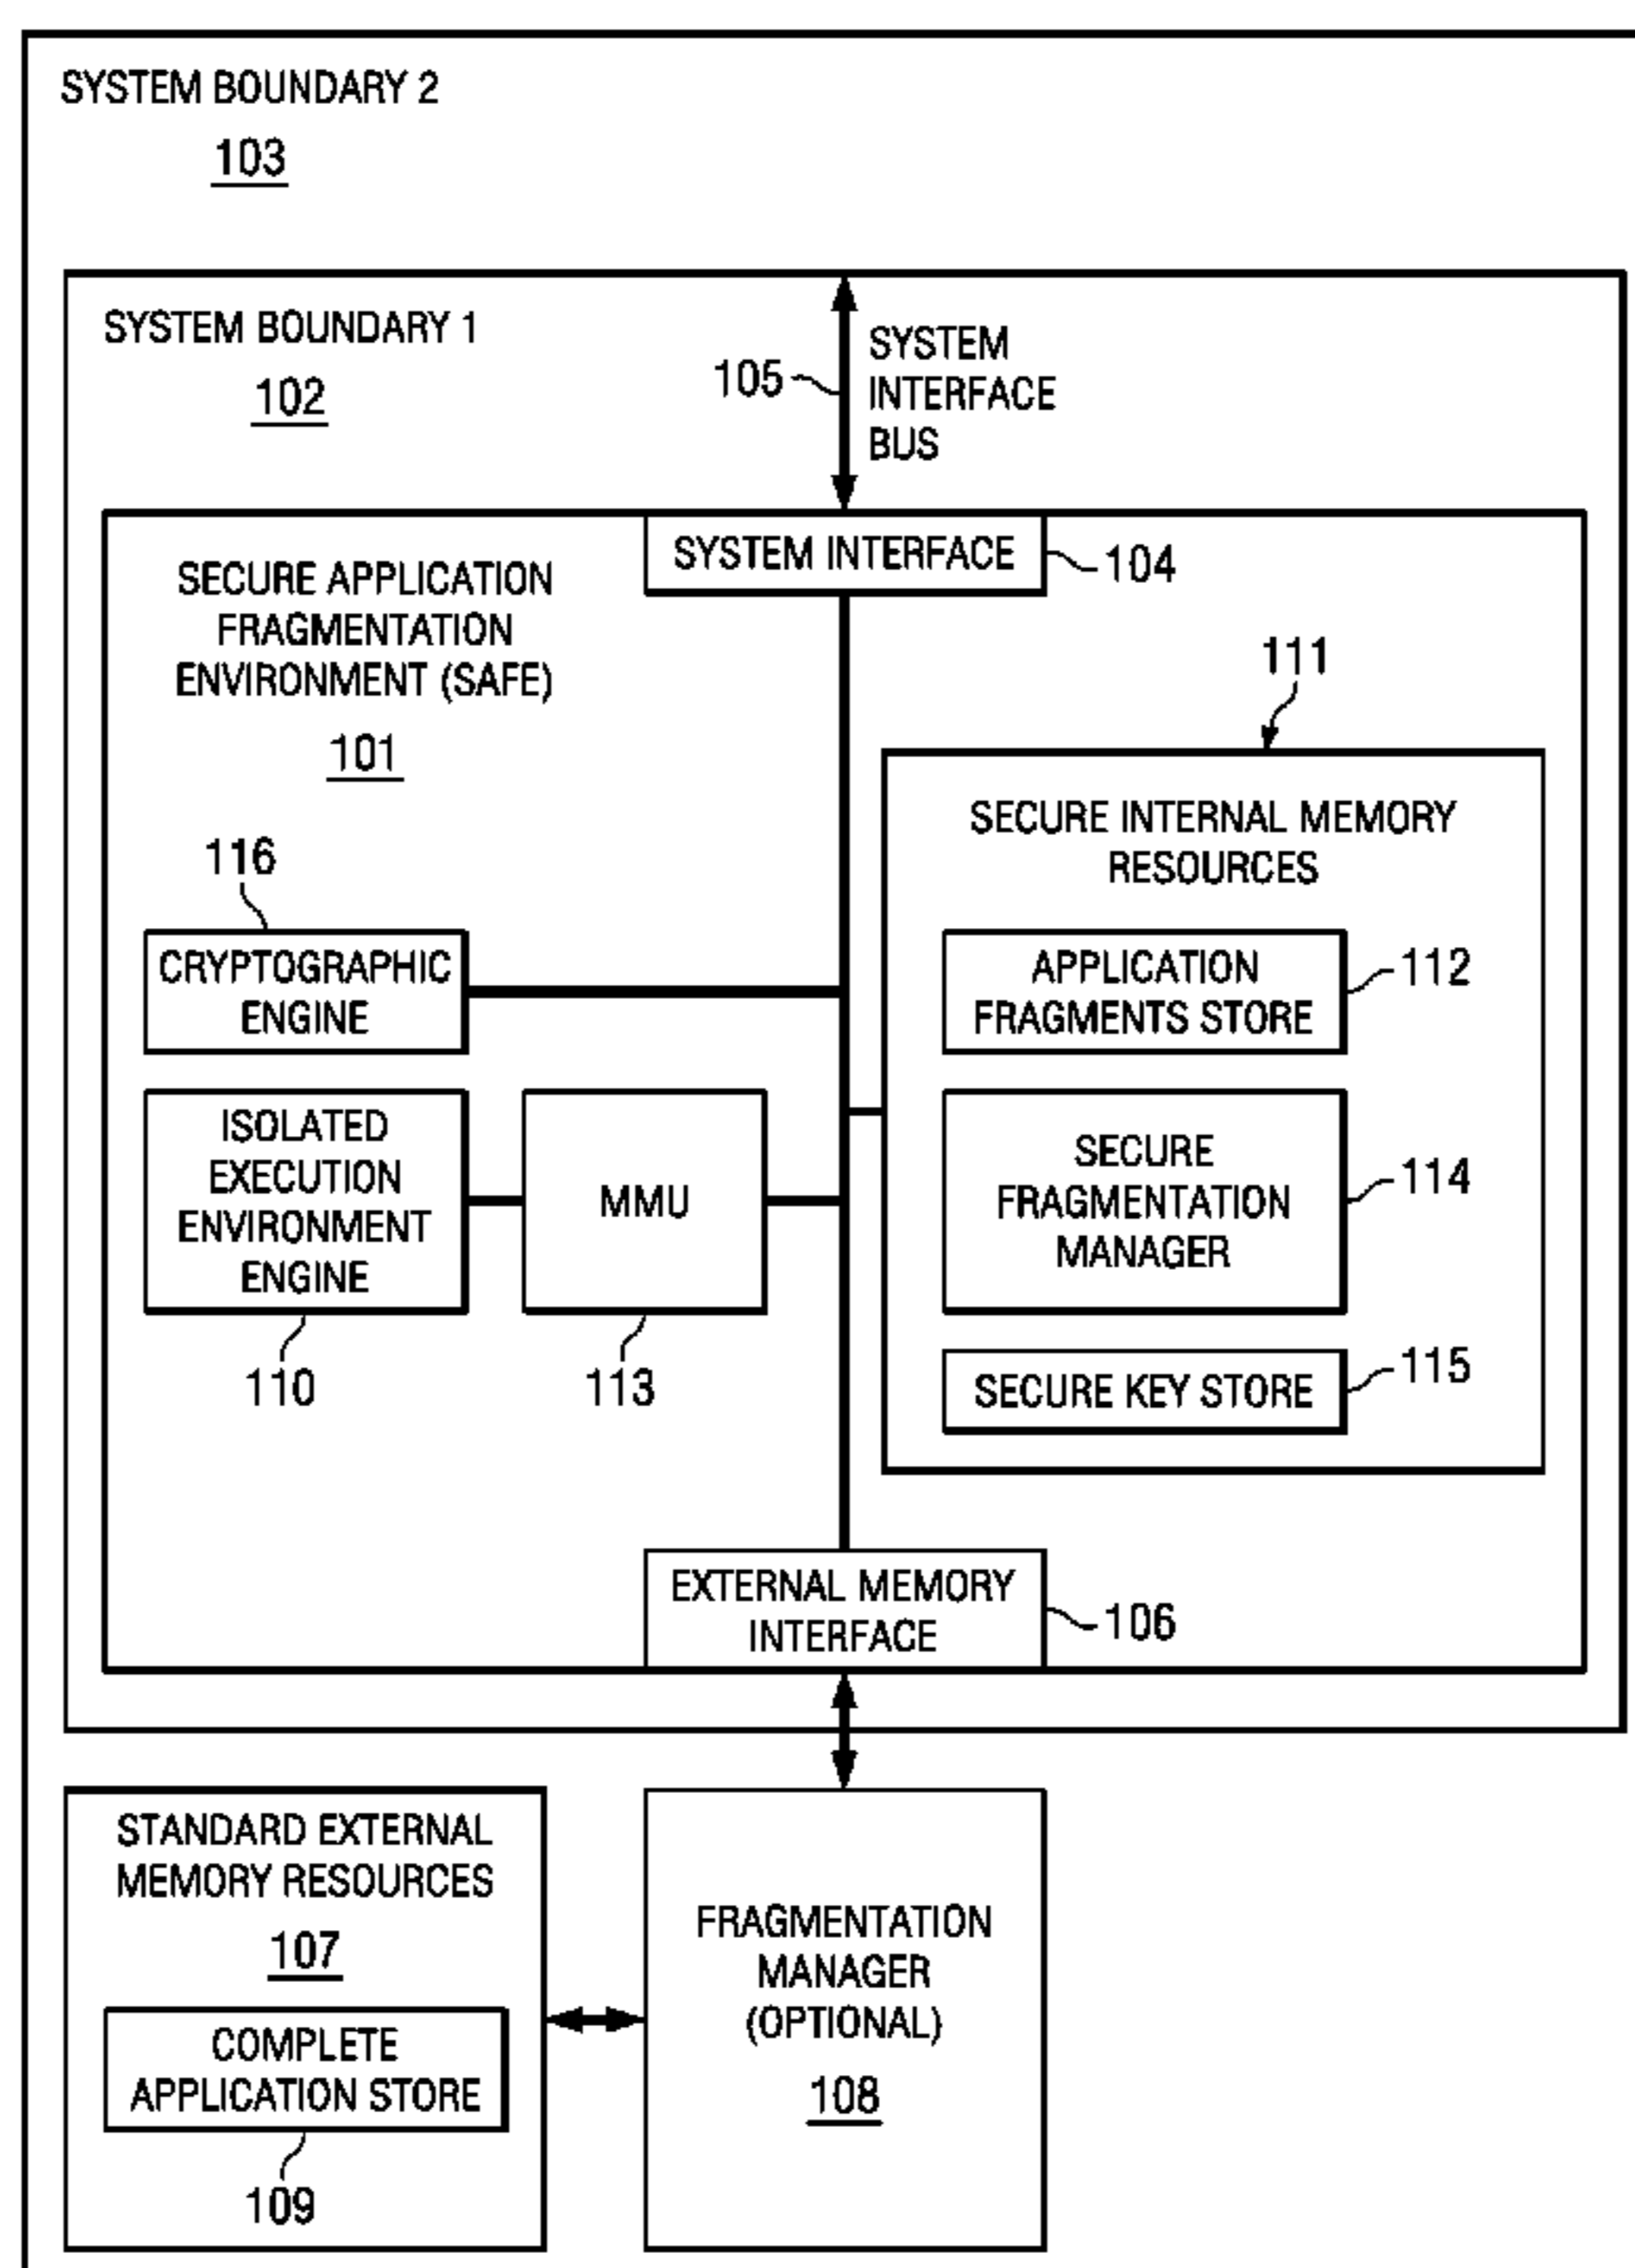 SYSTEM BOUNDARY 2
103
SYSTEM BOUNDARY 1
102
105
SYSTEM
INTERFACE
BUS
SYSTEM INTERFACE
104
SECURE APPLICATION
FRAGMENTATION
ENVIRONMENT (SAFE)
101
111
SECURE INTERNAL MEMORY
RESOURCES
116
CRYPTOGRAPHIC
ENGINE
APPLICATION
FRAGMENTS STORE
112
ISOLATED
EXECUTION
ENVIRONMENT
ENGINE
110
MMU
113
SECURE
FRAGMENTATION
MANAGER
114
SECURE KEY STORE
115
EXTERNAL MEMORY
INTERFACE
106
STANDARD EXTERNAL
MEMORY RESOURCES
107
COMPLETE
APPLICATION STORE
109
FRAGMENTATION
MANAGER
(OPTIONAL)
108